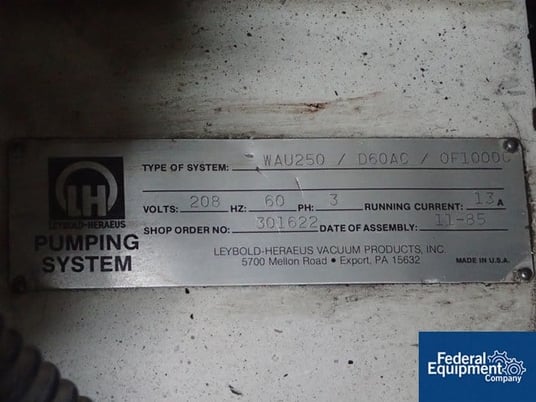 LH
LEYBOLD-HERAEUS
PUMPING
SYSTEM
TYPE OF SYSTEM: WAU250 / D60AC / OF1000C
VOLTS: 208 HZ: 60 PH: 3 RUNNING CURRENT: 13 A
SHOP ORDER NO: 301622 DATE OF ASSEMBLY: 11-85
LEYBOLD-HERAEUS VACUUM PRODUCTS, INC.
5700 Mellon Road • Export, PA 15632
MADE IN U.S.A.
Federal
Equipment
Company